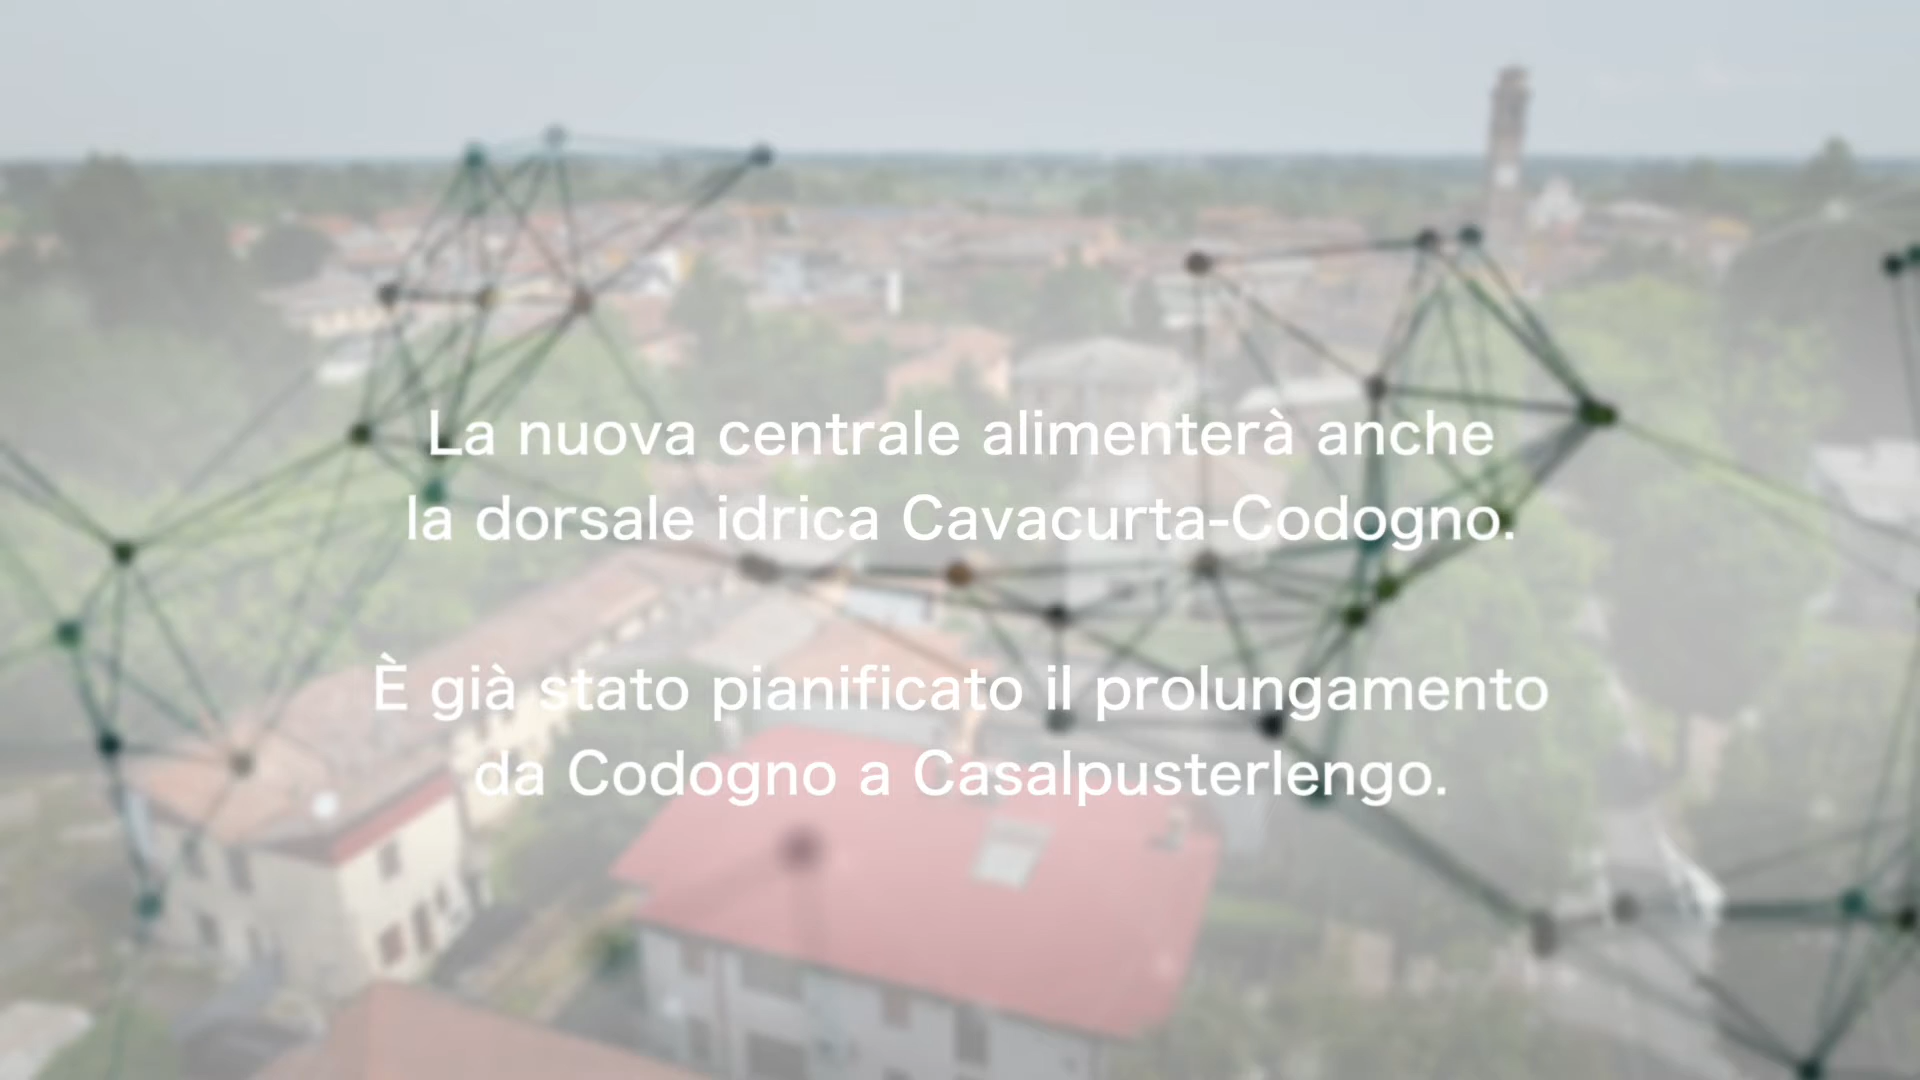 La nuova centrale alimenterà anche
la dorsale idrica Cavacurta-Codogno.
È già stato pianificato il prolungamento
da Codogno a Casalpusterlengo.